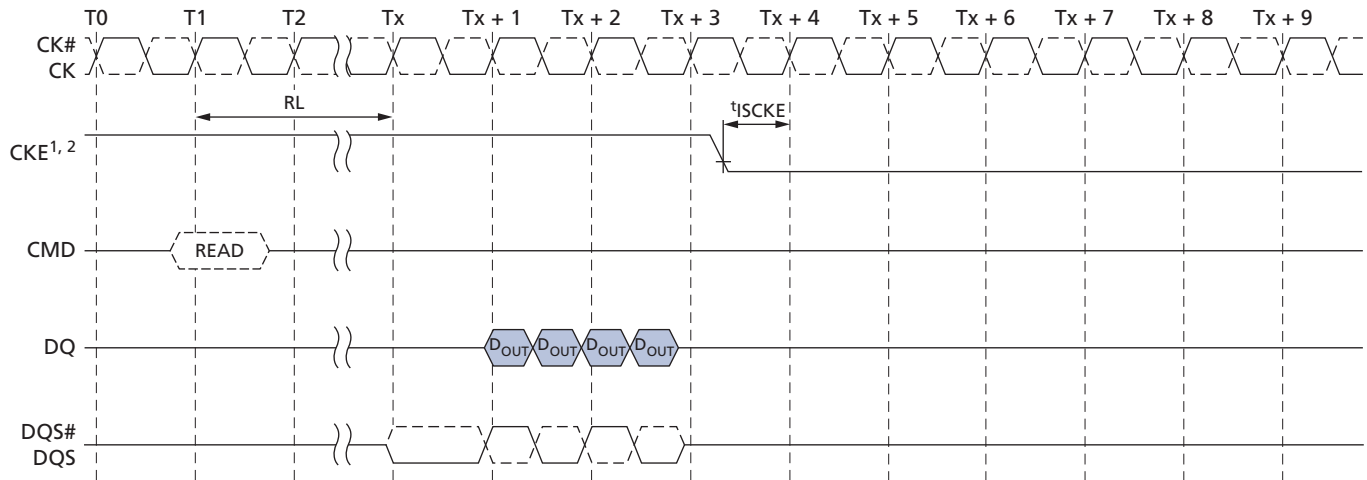 T0 T1 T2 Tx Tx + 1 Tx + 2 Tx + 3 Tx + 4 Tx + 5 Tx + 6 Tx + 7 Tx + 8 Tx + 9
CK#
CK
RL
tISCKE
CKE1, 2
CMD READ
DQ DOUT DOUT DOUT DOUT
DQS#
DQS